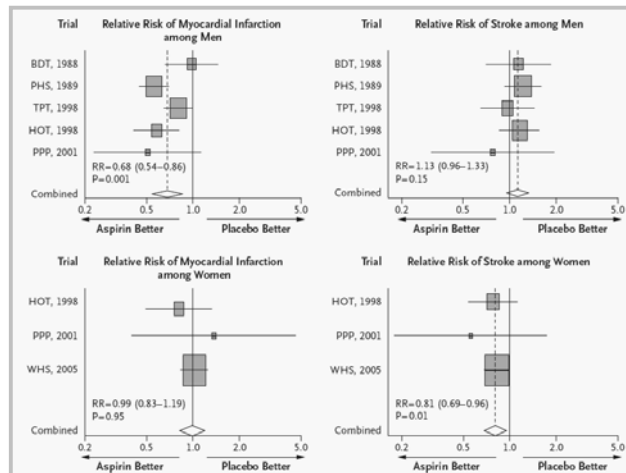 Trial
Relative Risk of Myocardial Infarction
among Men
BDT, 1988
PHS, 1989
TPT, 1998
HOT, 1998
PPP, 2001
RR=0.68 (0.54–0.86)
P=0.001
Combined
0.2 0.5 1.0 2.0 5.0
Aspirin Better Placebo Better
Trial
Relative Risk of Stroke among Men
BDT, 1988
PHS, 1989
TPT, 1998
HOT, 1998
PPP, 2001
RR=1.13 (0.96–1.33)
P=0.15
Combined
0.2 0.5 1.0 2.0 5.0
Aspirin Better Placebo Better
Trial
Relative Risk of Myocardial Infarction
among Women
HOT, 1998
PPP, 2001
WHS, 2005
RR=0.99 (0.83–1.19)
P=0.95
Combined
0.2 0.5 1.0 2.0 5.0
Aspirin Better Placebo Better
Trial
Relative Risk of Stroke among Women
HOT, 1998
PPP, 2001
WHS, 2005
RR=0.81 (0.69–0.96)
P=0.01
Combined
0.2 0.5 1.0 2.0 5.0
Aspirin Better Placebo Better